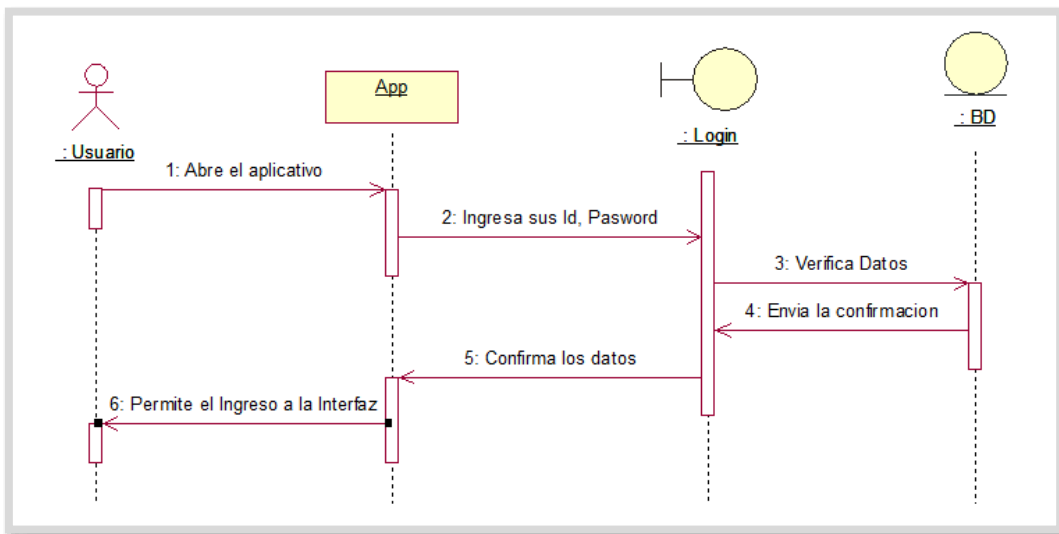 App
: Usuario
: Login
: BD
1: Abre el aplicativo
2: Ingresa sus Id, Pasword
3: Verifica Datos
4: Envia la confirmacion
5: Confirma los datos
6: Permite el Ingreso a la Interfaz